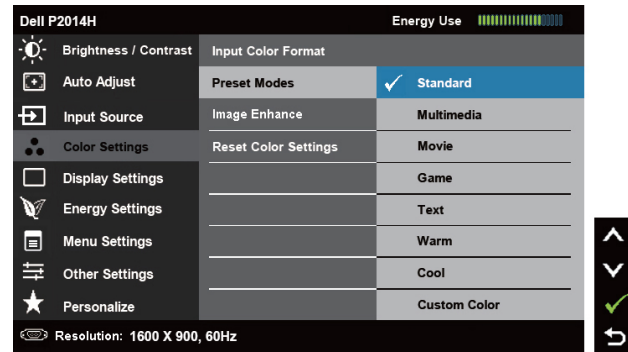 Dell P2014H Energy Use
Brightness / Contrast Input Color Format
Auto Adjust Preset Modes Standard
Input Source Image Enhance Multimedia
Color Settings Reset Color Settings Movie
Display Settings Game
Energy Settings Text
Menu Settings Warm
Other Settings Cool
Personalize Custom Color
Resolution: 1600 X 900, 60Hz